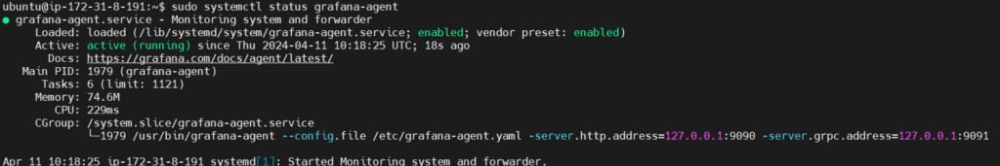 ubuntu@ip-172-31-8-191:~$ sudo systemctl status grafana-agent
● grafana-agent.service - Monitoring system and forwarder
Loaded: loaded (/lib/systemd/system/grafana-agent.service; enabled; vendor preset: enabled)
Active: active (running) since Thu 2024-04-11 10:18:25 UTC; 18s ago
Docs: https://grafana.com/docs/agent/latest/
Main PID: 1979 (grafana-agent)
Tasks: 6 (limit: 1121)
Memory: 74.6M
CPU: 229ms
CGroup: /system.slice/grafana-agent.service
└─1979 /usr/bin/grafana-agent --config.file /etc/grafana-agent.yaml -server.http.address=127.0.0.1:9090 -server.grpc.address=127.0.0.1:9091
Apr 11 10:18:25 ip-172-31-8-191 systemd[1]: Started Monitoring system and forwarder.